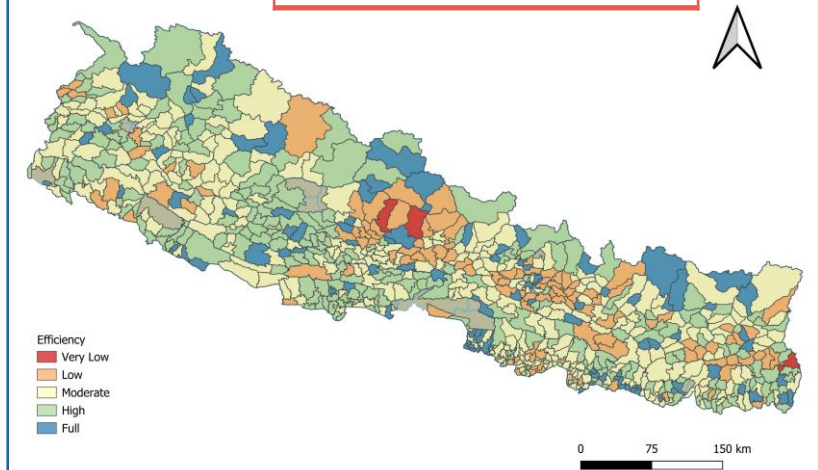 Efficiency
Very Low
Low
Moderate
High
Full
0 75 150 km